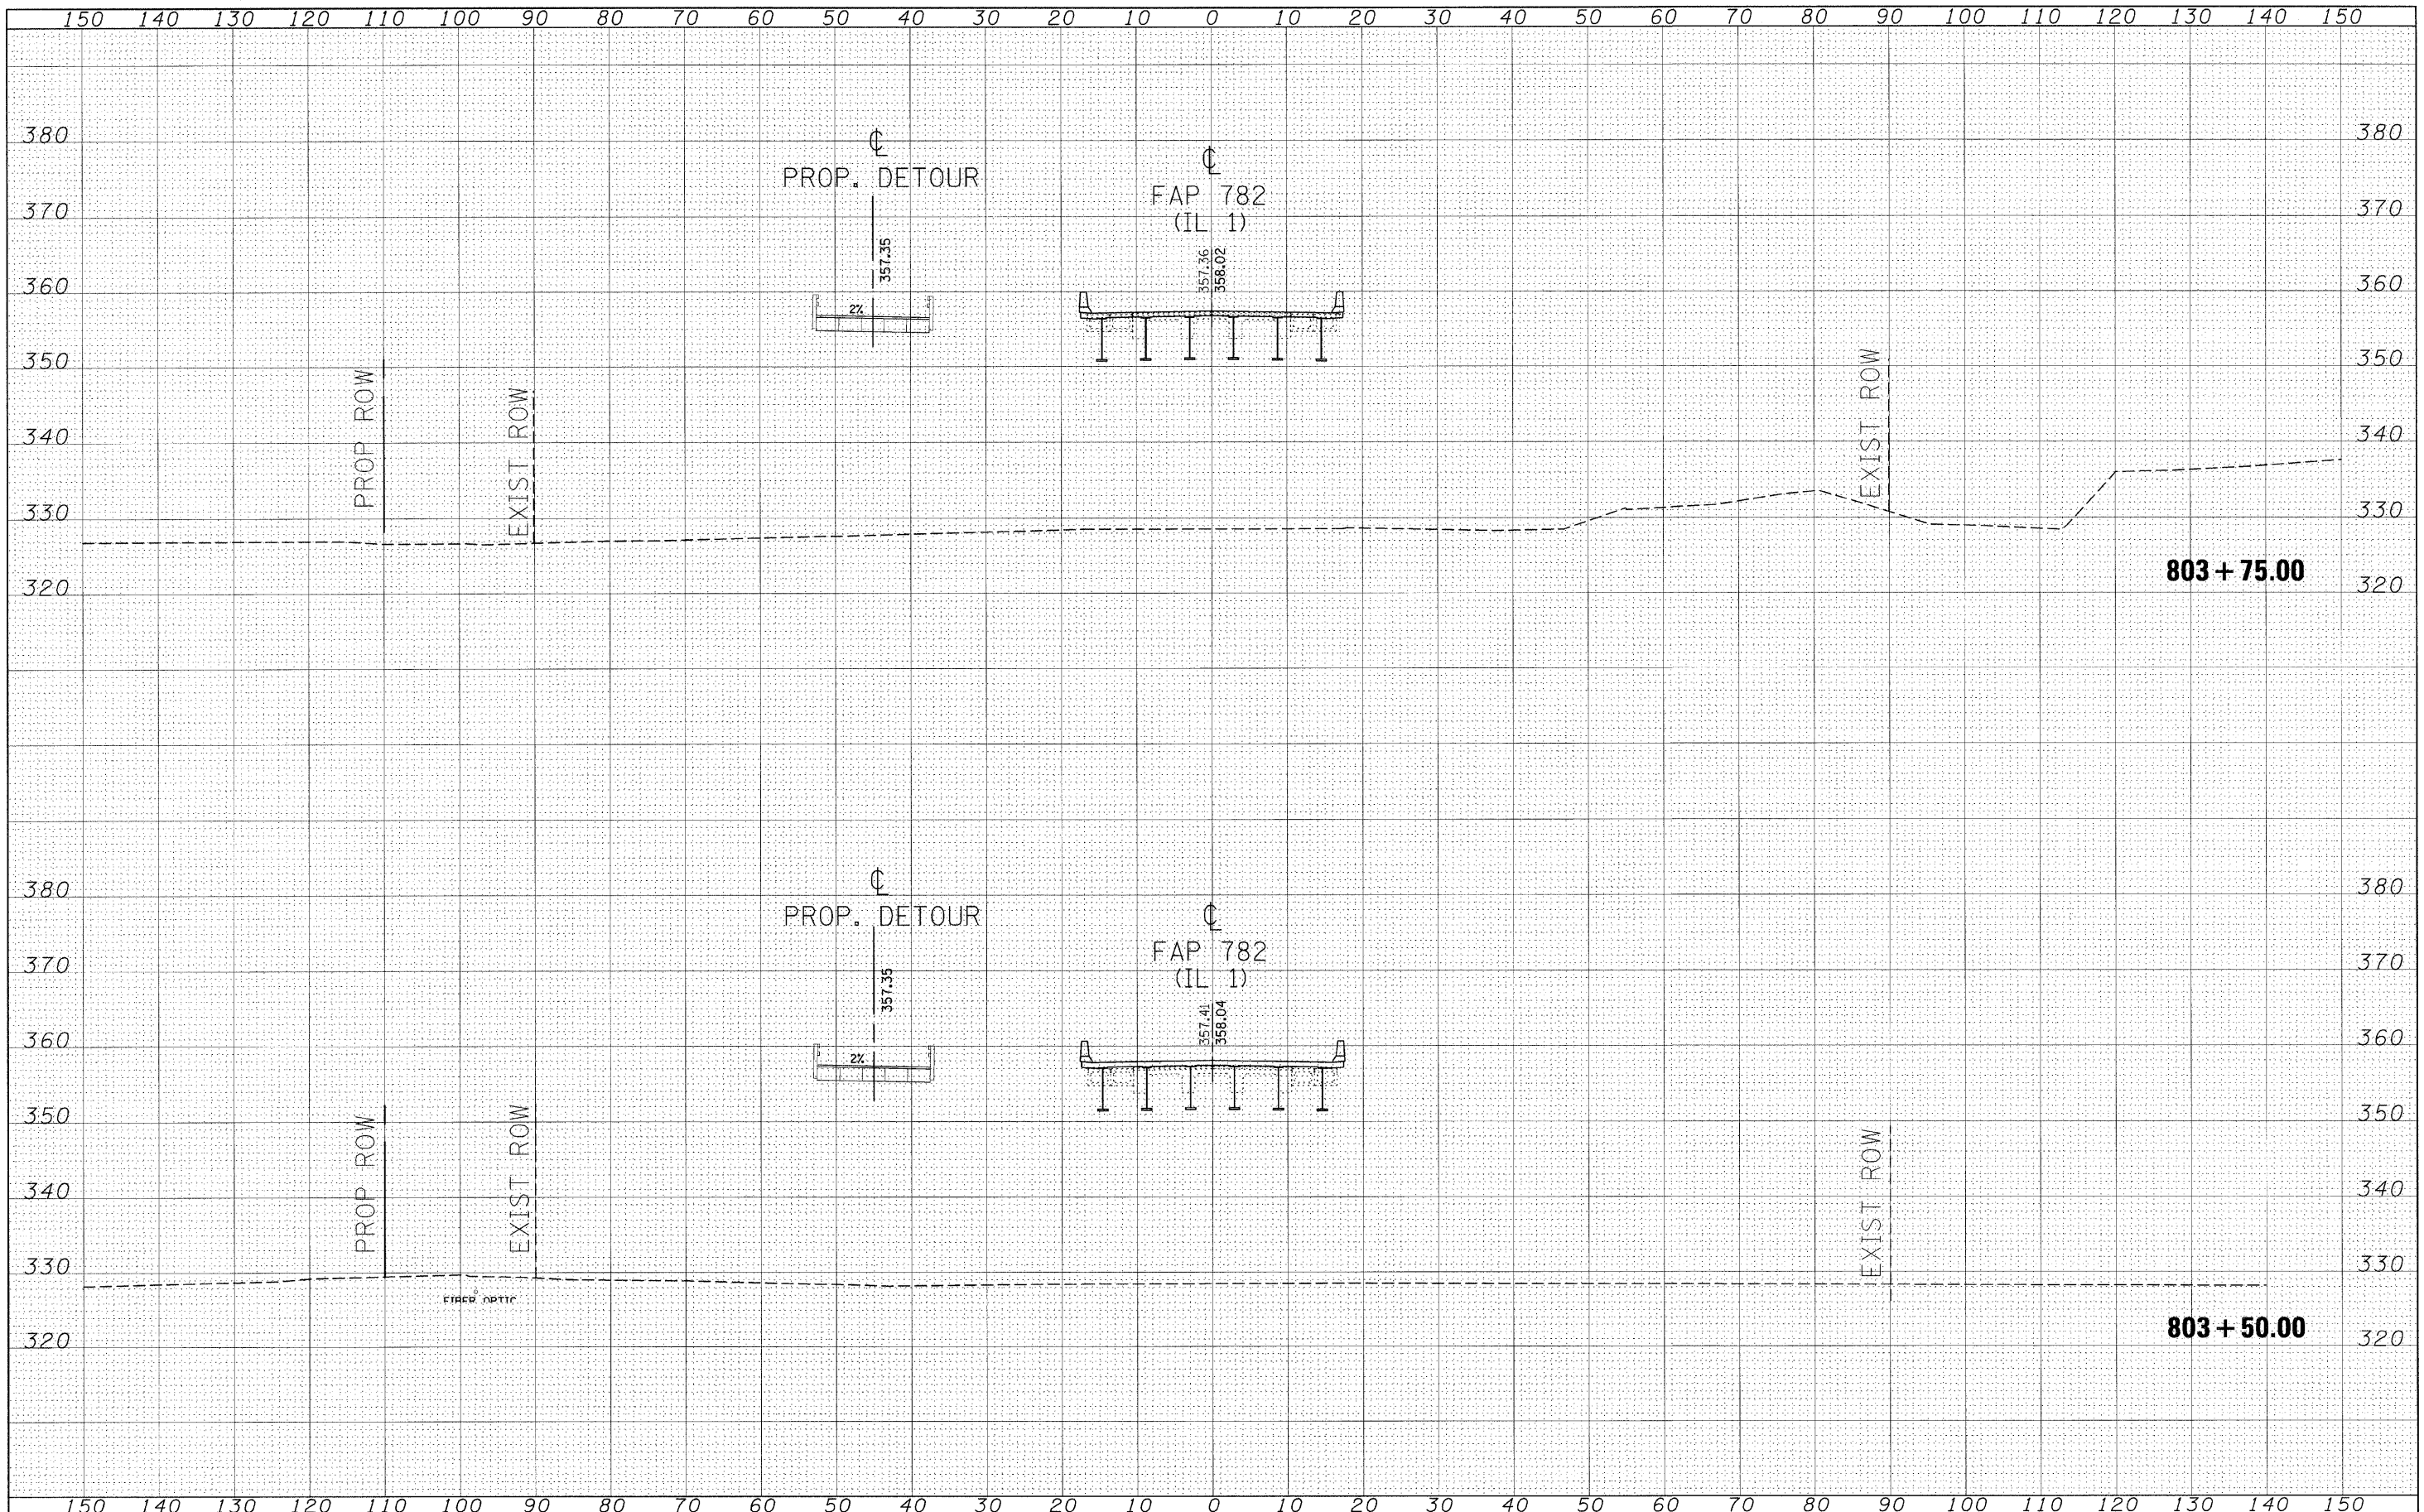 150 140 130 120 110 100 90 80 70 60 50 40 30 20 10 0 10 20 30 40 50 60 70 80 90 100 110 120 130 140 150
380 380
℄
PROP. DETOUR
℄
FAP 782
(IL 1)
370 370
357.35
357.36
358.02
360 360
2%
350 350
PROP ROW
EXIST ROW
EXIST ROW
340 340
330 330
803 + 75.00
320 320
380 380
℄
PROP. DETOUR
℄
FAP 782
(IL 1)
370 370
357.35
357.41
358.04
360 360
2%
350 350
PROP ROW
EXIST ROW
EXIST ROW
340 340
330 330
FIBER OPTIC
803 + 50.00
320 320
150 140 130 120 110 100 90 80 70 60 50 40 30 20 10 0 10 20 30 40 50 60 70 80 90 100 110 120 130 140 150